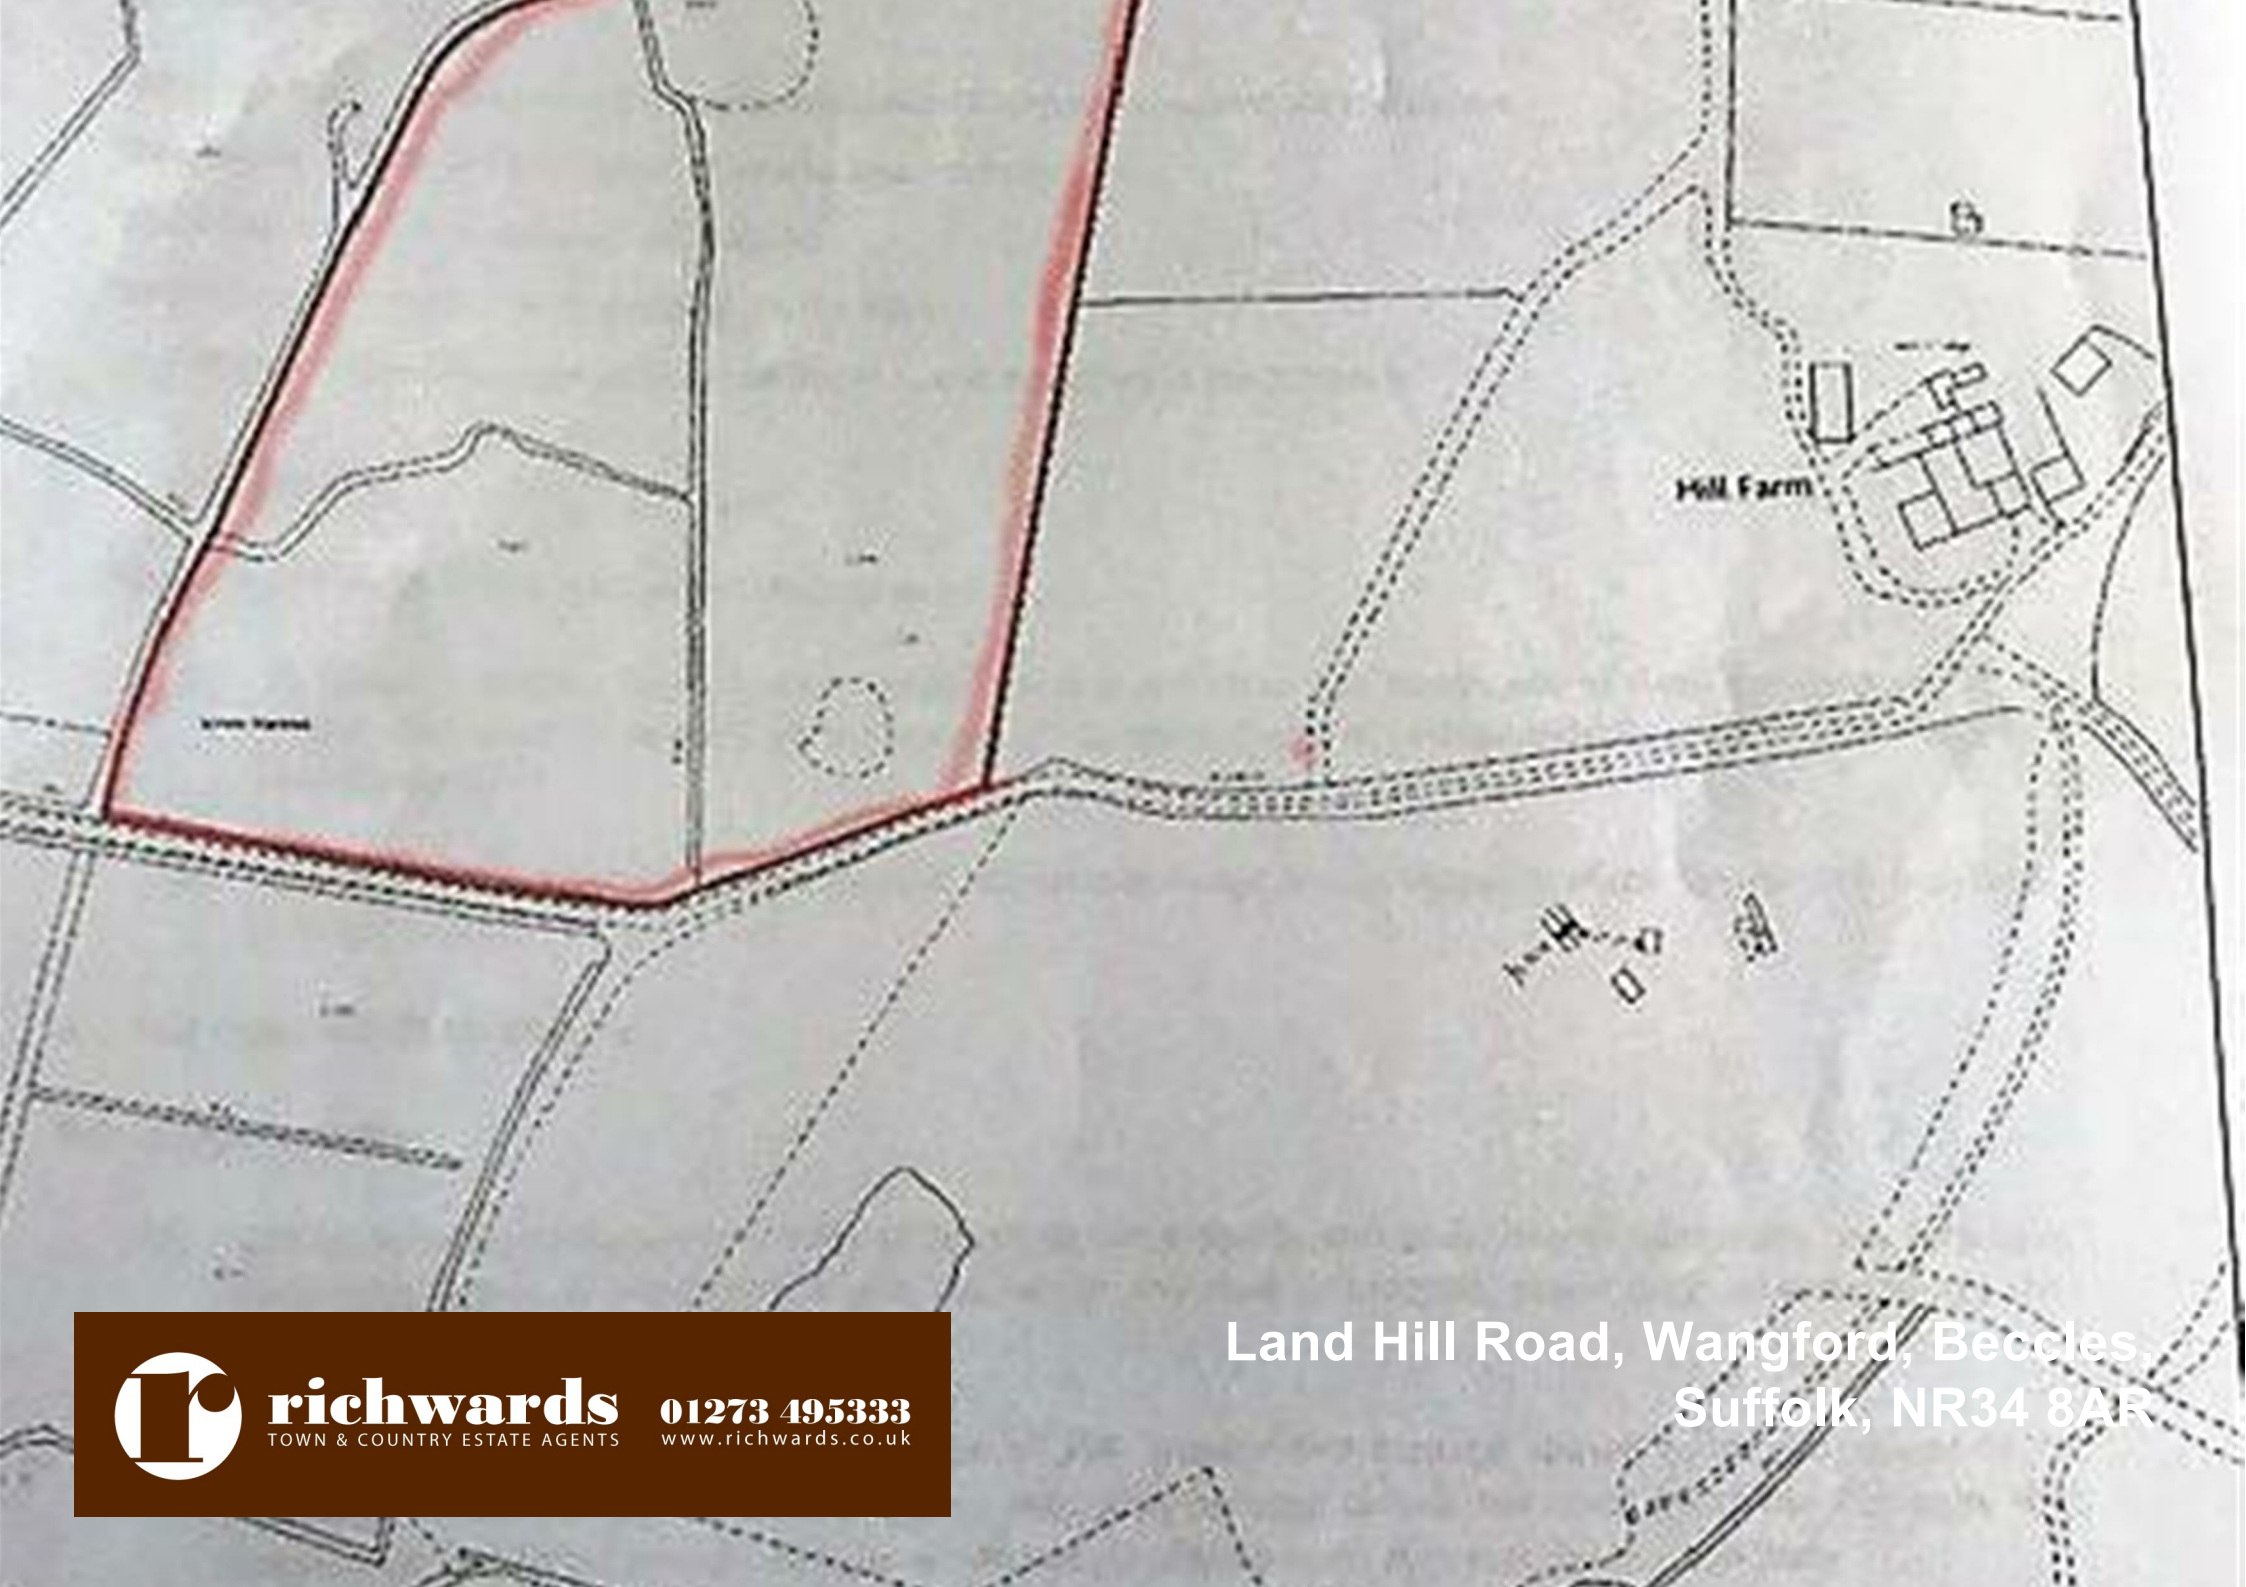 Hill Farm
Land Hill Road, Wangford, Beccles,
Suffolk, NR34 8AR
r richwards
TOWN & COUNTRY ESTATE AGENTS
01273 495333
www.richwards.co.uk